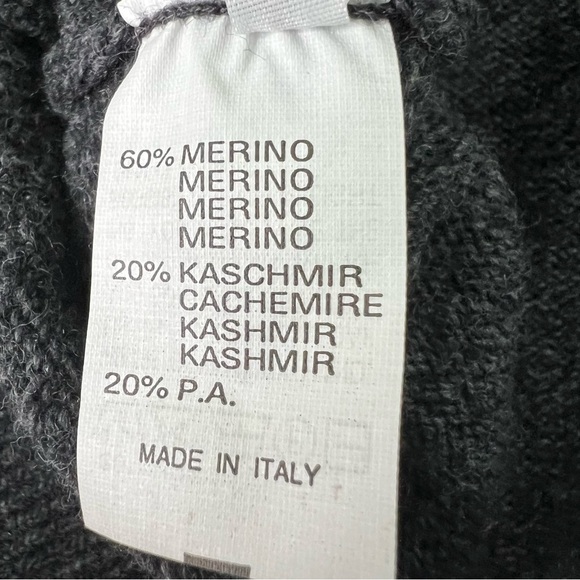 60% MERINO
MERINO
MERINO
MERINO
20% KASCHMIR
CACHEMIRE
KASHMIR
KASHMIR
20% P.A.
MADE IN ITALY